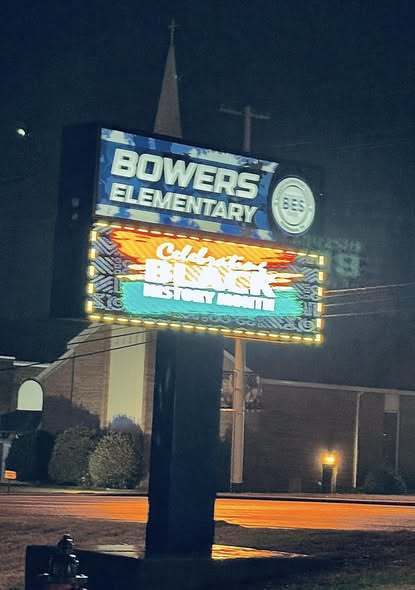 BOWERS
ELEMENTARY
BES
Celebrating
BLACK
HISTORY MONTH